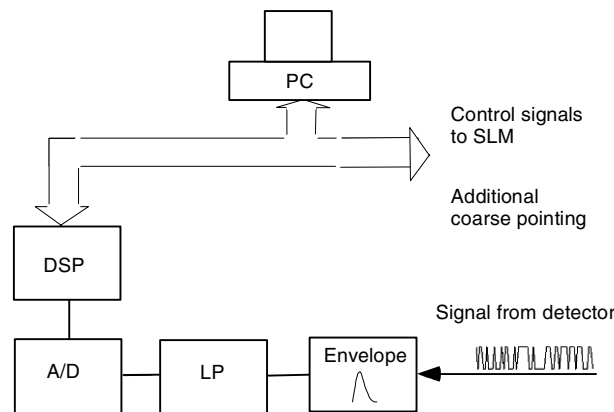 PC
Control signals
to SLM
Additional
coarse pointing
DSP
Signal from detector
A/D
LP
Envelope